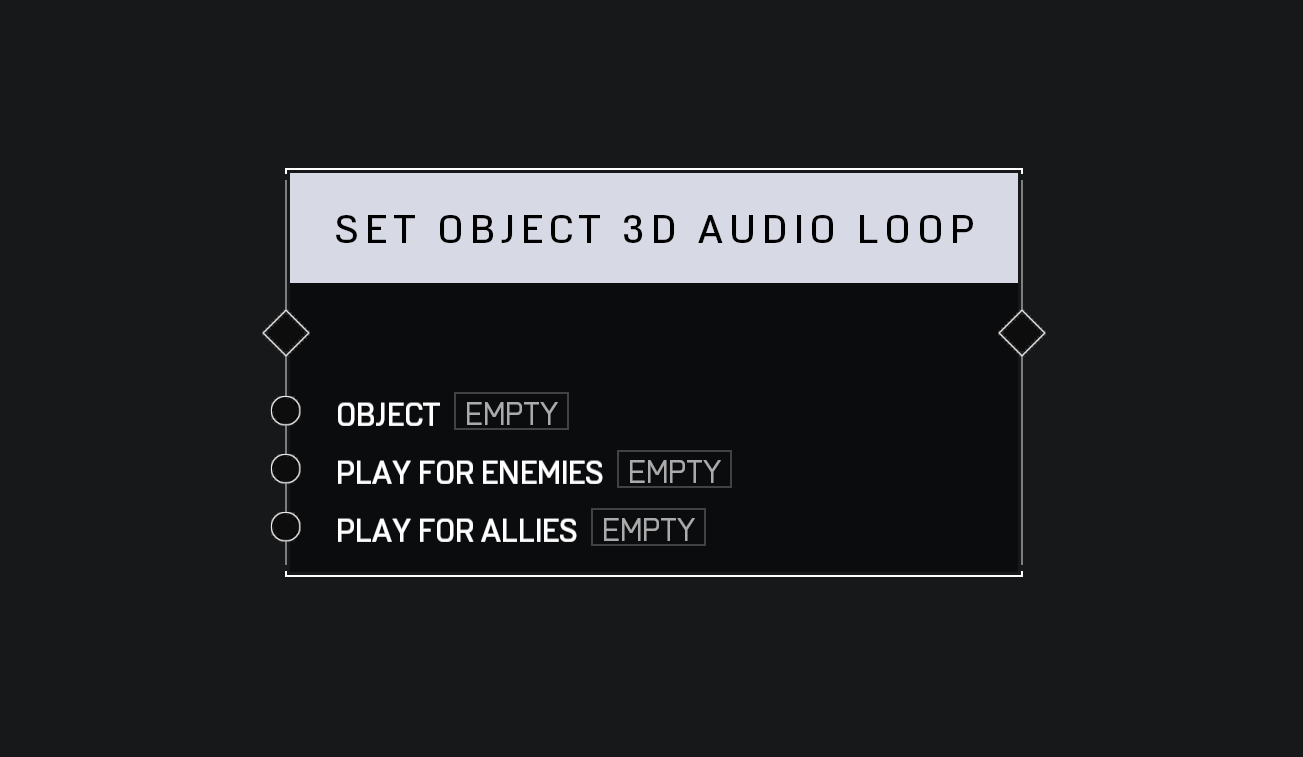 SET OBJECT 3D AUDIO LOOP
OBJECT EMPTY
PLAY FOR ENEMIES EMPTY
PLAY FOR ALLIES EMPTY